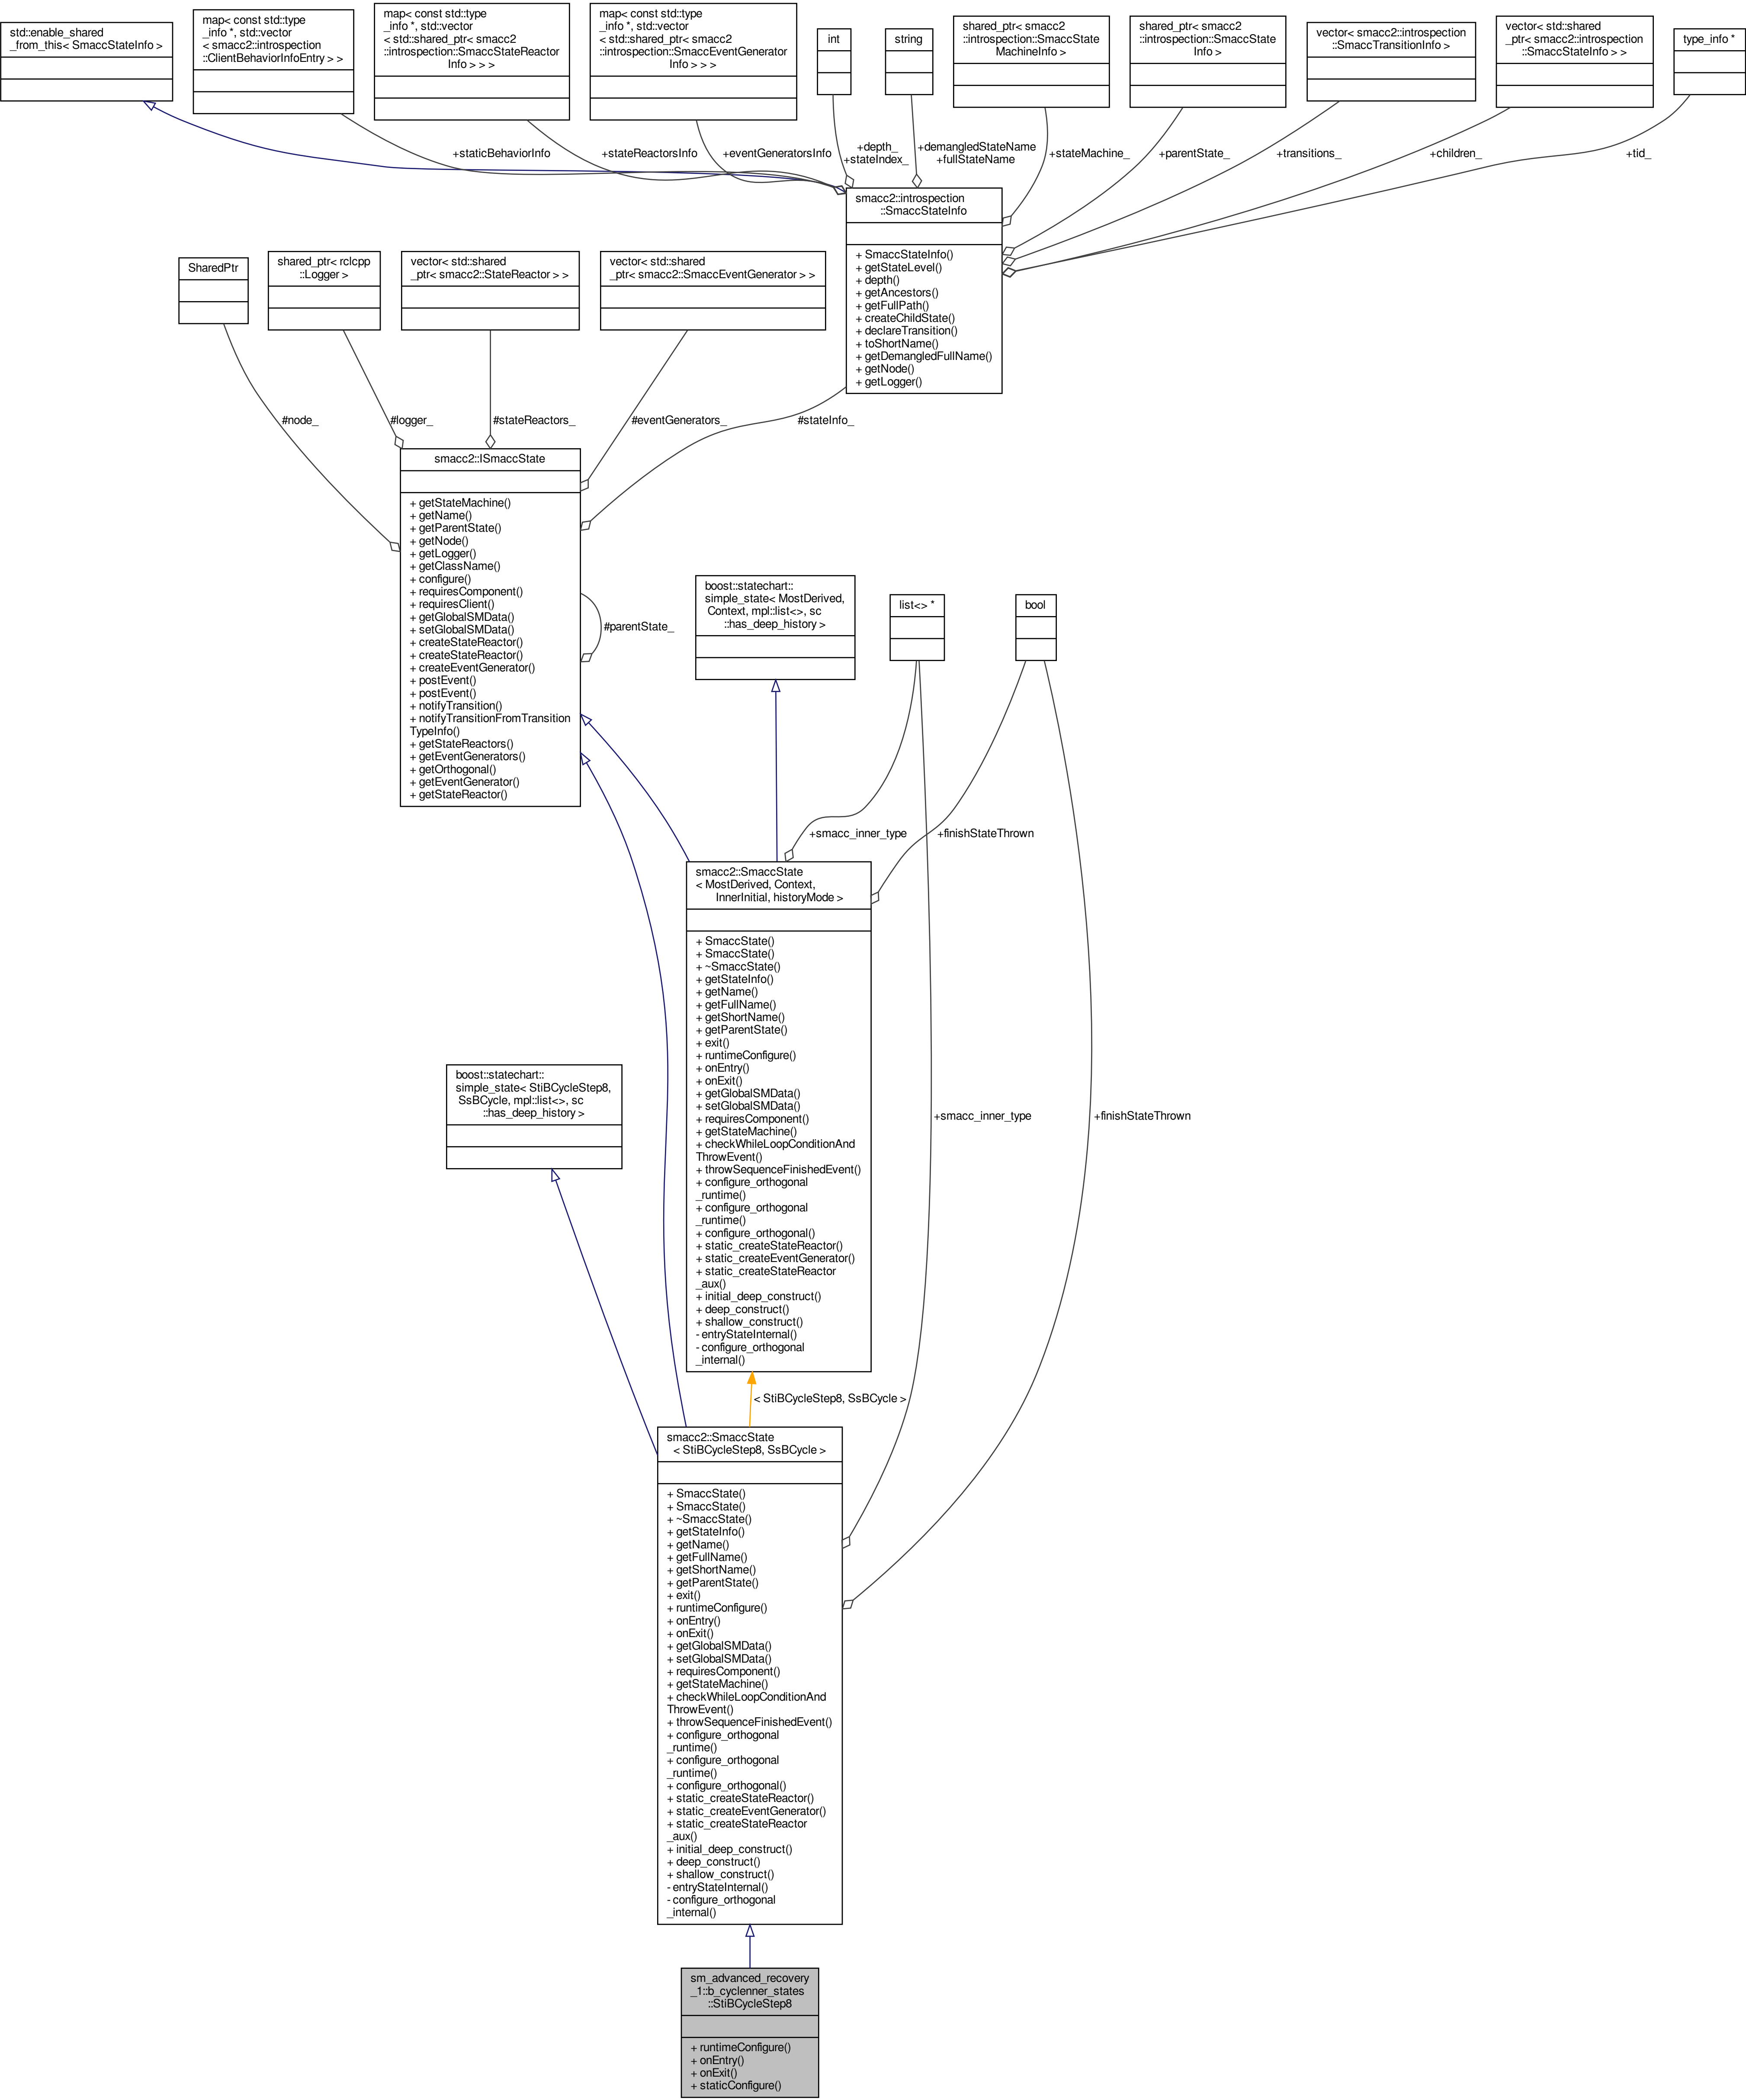 std::enable_shared
_from_this< SmaccStateInfo >
map< const std::type
_info *, std::vector
< smacc2::introspection
::ClientBehaviorInfoEntry > >
map< const std::type
_info *, std::vector
< std::shared_ptr< smacc2
::introspection::SmaccStateReactor
Info > > >
map< const std::type
_info *, std::vector
< std::shared_ptr< smacc2
::introspection::SmaccEventGenerator
Info > > >
int
string
shared_ptr< smacc2
::introspection::SmaccState
MachineInfo >
shared_ptr< smacc2
::introspection::SmaccState
Info >
vector< smacc2::introspection
::SmaccTransitionInfo >
vector< std::shared
_ptr< smacc2::introspection
::SmaccStateInfo > >
type_info *
+staticBehaviorInfo
+stateReactorsInfo
+eventGeneratorsInfo
+depth_
+stateIndex_
+demangledStateName
+fullStateName
+stateMachine_
+parentState_
+transitions_
+children_
+tid_
smacc2::introspection
::SmaccStateInfo
+ SmaccStateInfo()
+ getStateLevel()
+ depth()
+ getAncestors()
+ getFullPath()
+ createChildState()
+ declareTransition()
+ toShortName()
+ getDemangledFullName()
+ getNode()
+ getLogger()
SharedPtr
shared_ptr< rclcpp
::Logger >
vector< std::shared
_ptr< smacc2::StateReactor > >
vector< std::shared
_ptr< smacc2::SmaccEventGenerator > >
#node_
#logger_
#stateReactors_
#eventGenerators_
#stateInfo_
smacc2::ISmaccState
+ getStateMachine()
+ getName()
+ getParentState()
+ getNode()
+ getLogger()
+ getClassName()
+ configure()
+ requiresComponent()
+ requiresClient()
+ getGlobalSMData()
+ setGlobalSMData()
+ createStateReactor()
+ createStateReactor()
+ createEventGenerator()
+ postEvent()
+ postEvent()
+ notifyTransition()
+ notifyTransitionFromTransition
TypeInfo()
+ getStateReactors()
+ getEventGenerators()
+ getOrthogonal()
+ getEventGenerator()
+ getStateReactor()
#parentState_
boost::statechart::
simple_state< MostDerived,
Context, mpl::list<>, sc
::has_deep_history >
list<> *
bool
+smacc_inner_type
+finishStateThrown
smacc2::SmaccState
< MostDerived, Context,
InnerInitial, historyMode >
+ SmaccState()
+ SmaccState()
+ ~SmaccState()
+ getStateInfo()
+ getName()
+ getFullName()
+ getShortName()
+ getParentState()
+ exit()
+ runtimeConfigure()
+ onEntry()
+ onExit()
+ getGlobalSMData()
+ setGlobalSMData()
+ requiresComponent()
+ getStateMachine()
+ checkWhileLoopConditionAnd
ThrowEvent()
+ throwSequenceFinishedEvent()
+ configure_orthogonal
_runtime()
+ configure_orthogonal
_runtime()
+ configure_orthogonal()
+ static_createStateReactor()
+ static_createEventGenerator()
+ static_createStateReactor
_aux()
+ initial_deep_construct()
+ deep_construct()
+ shallow_construct()
- entryStateInternal()
- configure_orthogonal
_internal()
boost::statechart::
simple_state< StiBCycleStep8,
SsBCycle, mpl::list<>, sc
::has_deep_history >
+smacc_inner_type
+finishStateThrown
< StiBCycleStep8, SsBCycle >
smacc2::SmaccState
< StiBCycleStep8, SsBCycle >
+ SmaccState()
+ SmaccState()
+ ~SmaccState()
+ getStateInfo()
+ getName()
+ getFullName()
+ getShortName()
+ getParentState()
+ exit()
+ runtimeConfigure()
+ onEntry()
+ onExit()
+ getGlobalSMData()
+ setGlobalSMData()
+ requiresComponent()
+ getStateMachine()
+ checkWhileLoopConditionAnd
ThrowEvent()
+ throwSequenceFinishedEvent()
+ configure_orthogonal
_runtime()
+ configure_orthogonal
_runtime()
+ configure_orthogonal()
+ static_createStateReactor()
+ static_createEventGenerator()
+ static_createStateReactor
_aux()
+ initial_deep_construct()
+ deep_construct()
+ shallow_construct()
- entryStateInternal()
- configure_orthogonal
_internal()
sm_advanced_recovery
_1::b_cyclenner_states
::StiBCycleStep8
+ runtimeConfigure()
+ onEntry()
+ onExit()
+ staticConfigure()